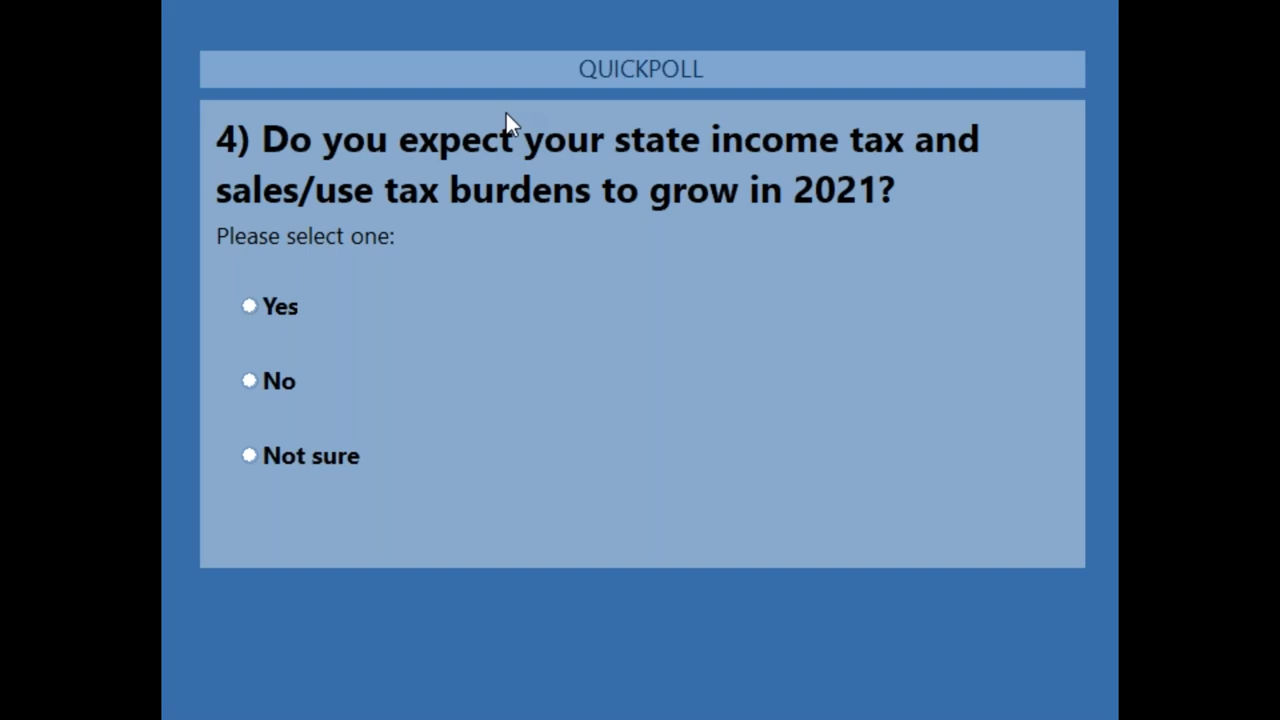 QUICKPOLL
4) Do you expect your state income tax and
sales/use tax burdens to grow in 2021?
Please select one:
Yes
No
Not sure